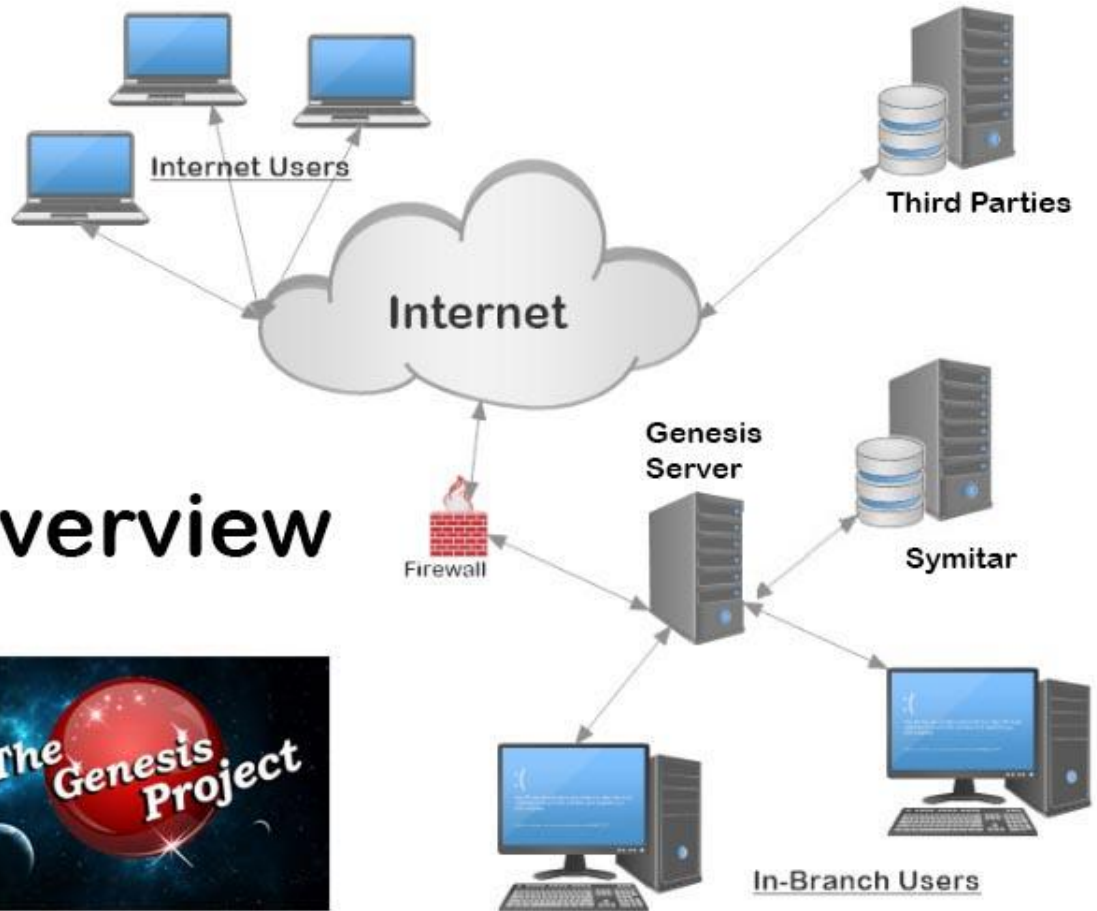 Internet Users
Third Parties
Internet
Genesis
Server
verview
Firewall
Symitar
The
Genesis
Project
:(
:(
In-Branch Users